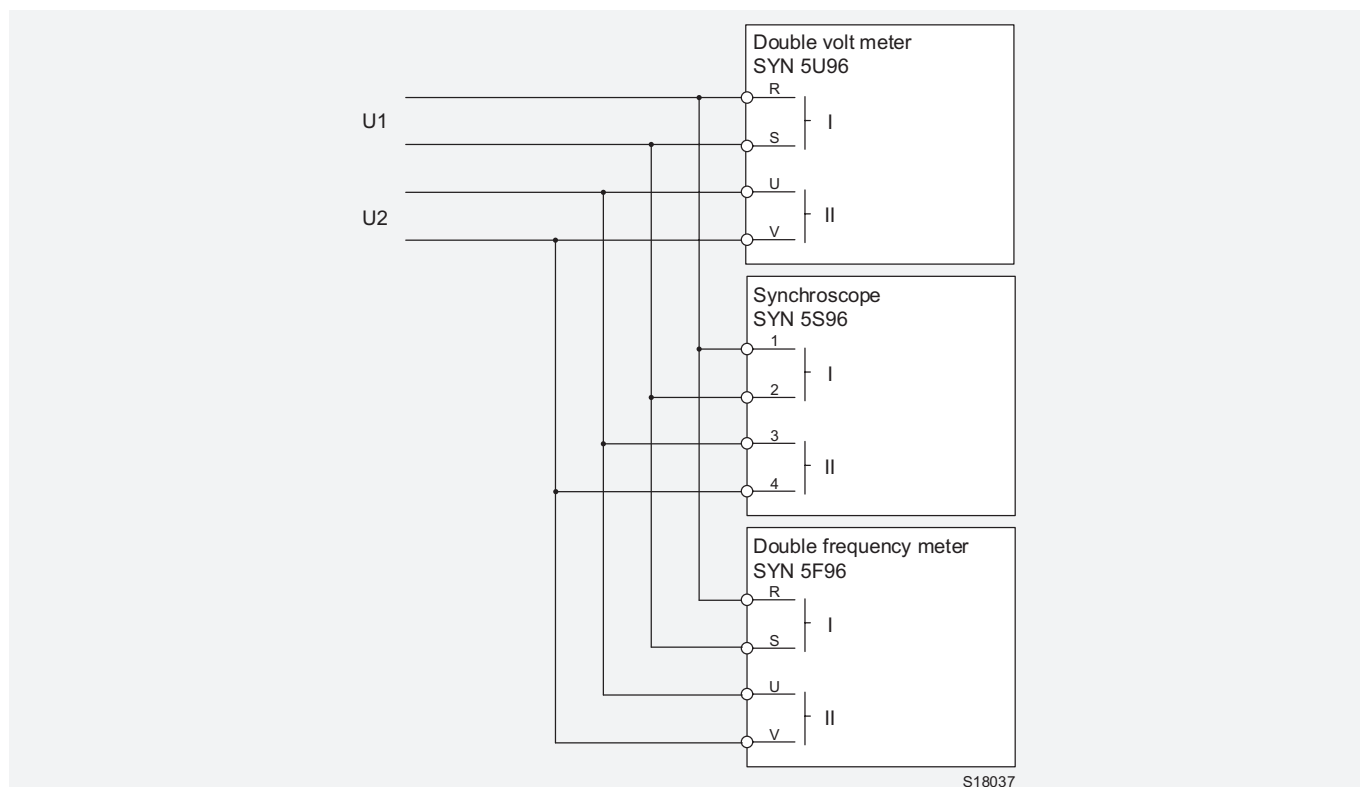 Double volt meter
SYN 5U96
R
U1
I
S
U
U2
II
V
Synchroscope
SYN 5S96
1
I
2
3
II
4
Double frequency meter
SYN 5F96
R
I
S
U
II
V
S18037